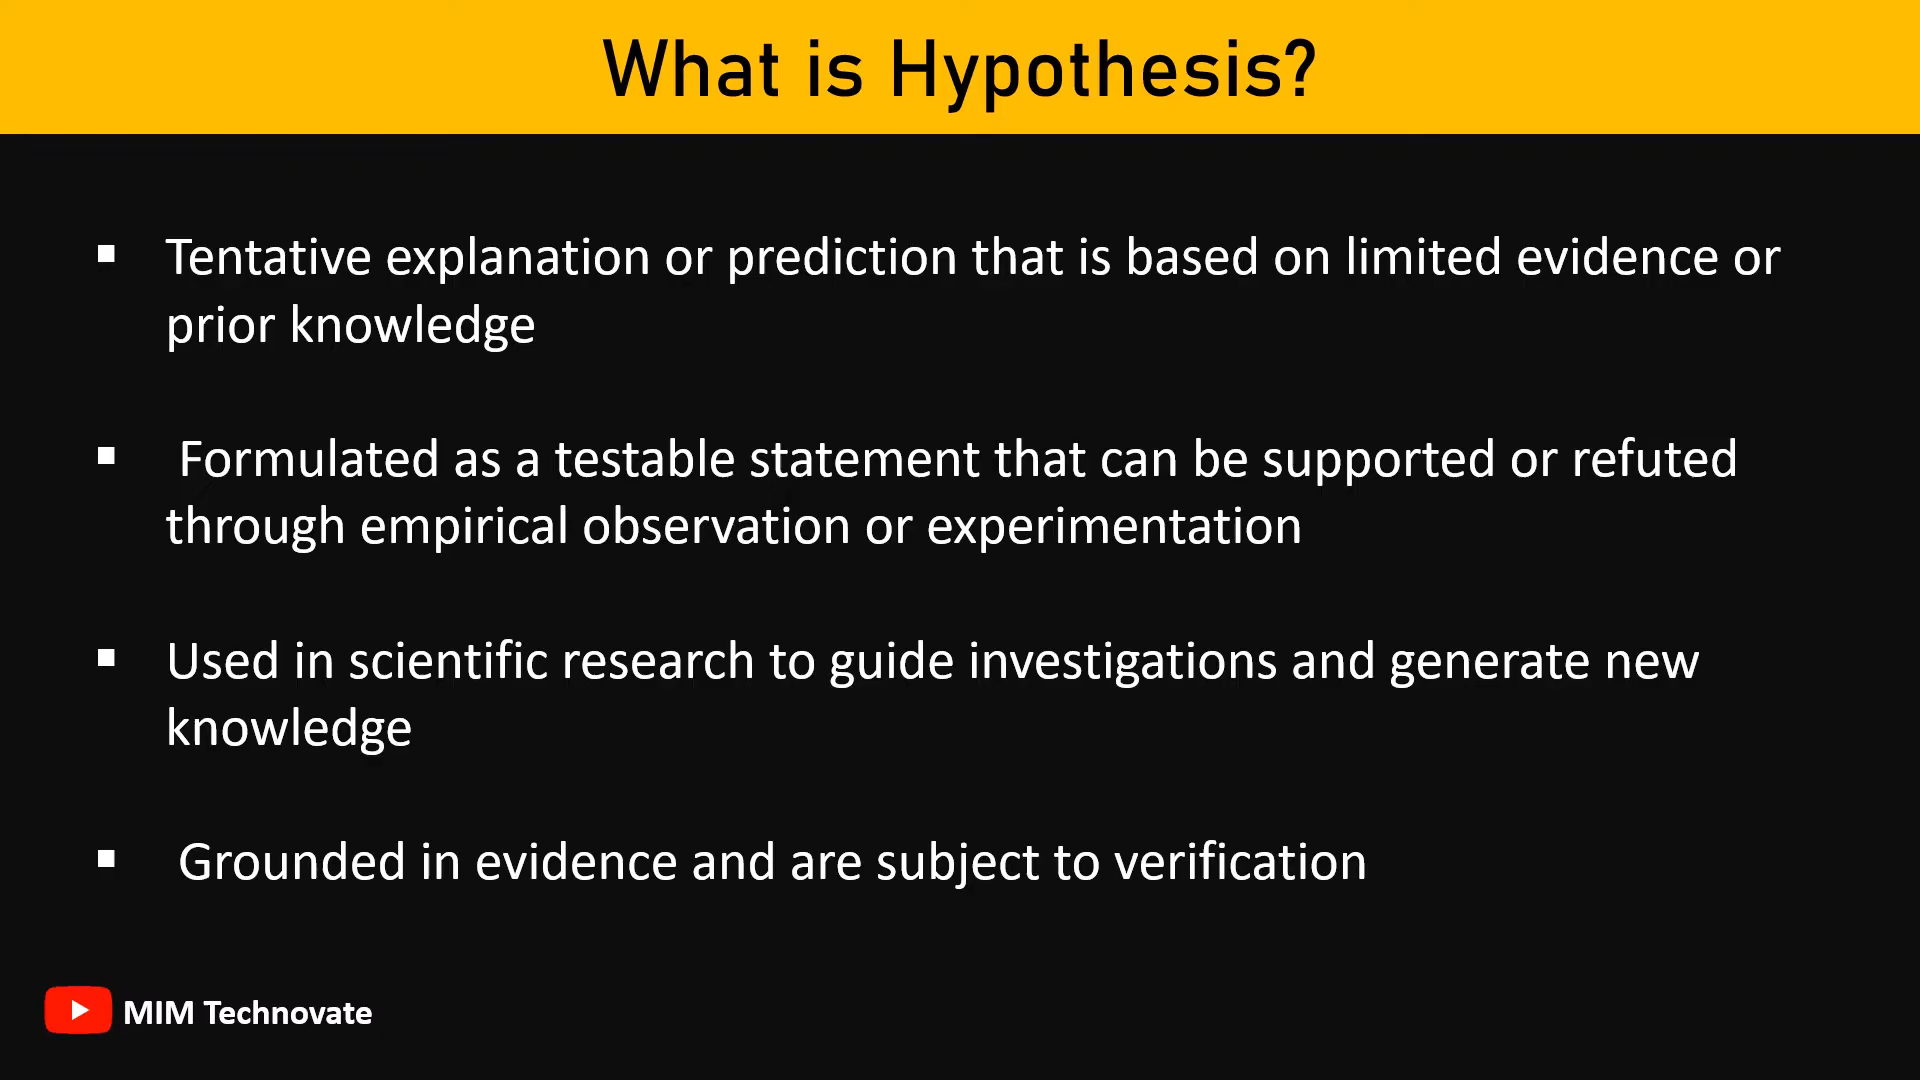 What is Hypothesis?
▪ Tentative explanation or prediction that is based on limited evidence or
prior knowledge
▪ Formulated as a testable statement that can be supported or refuted
through empirical observation or experimentation
▪ Used in scientific research to guide investigations and generate new
knowledge
▪ Grounded in evidence and are subject to verification
MIM Technovate